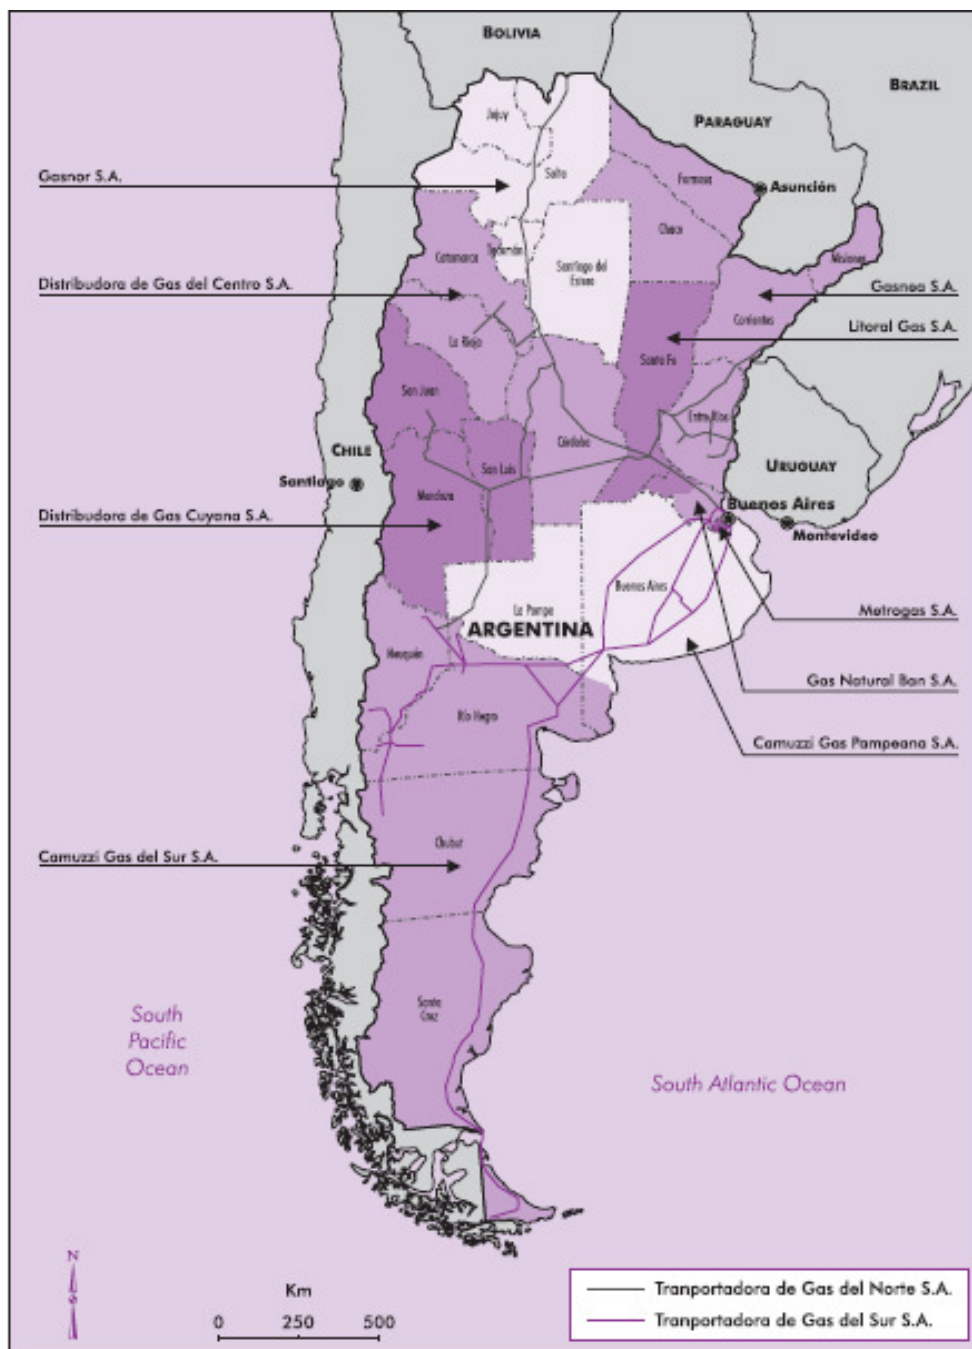 BOLIVIA
BRAZIL
PARAGUAY
Jujuy
Salta
Formosa
Gasnor S.A.
Asunción
Chaco
Tucumán
Catamarca
Santiago del
Estero
Misiones
Distribudora de Gas del Centro S.A.
Gasnea S.A.
Corrientes
Litoral Gas S.A.
La Rioja
Santa Fe
San Juan
Entre Ríos
CHILE
Córdoba
San Luis
URUGUAY
Santiago
Mendoza
Buenos Aires
Distribudora de Gas Cuyana S.A.
Montevideo
Buenos Aires
La Pampa
Metrogas S.A.
ARGENTINA
Neuquén
Gas Natural Ban S.A.
Río Negro
Camuzzi Gas Pampeana S.A.
Chubut
Camuzzi Gas del Sur S.A.
Santa
Cruz
South
Pacific
Ocean
South Atlantic Ocean
N
Km
0 250 500
Tranportadora de Gas del Norte S.A.
Tranportadora de Gas del Sur S.A.